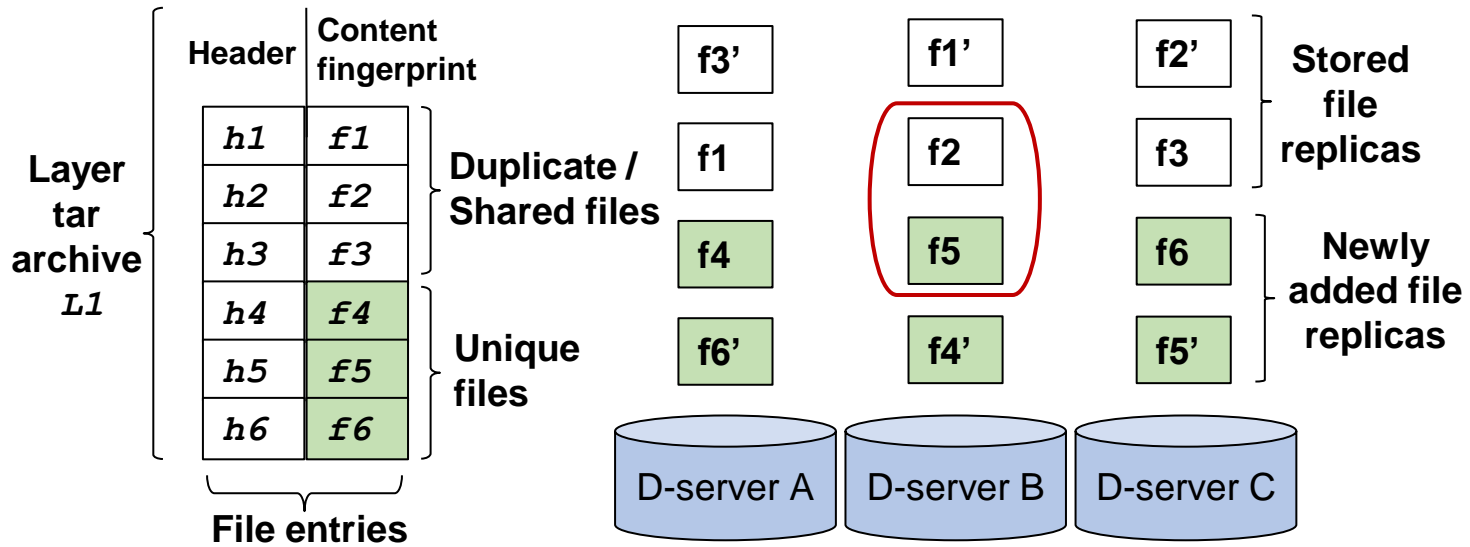 Layer
tar
archive
L1
Header
Content
fingerprint
h1 f1
h2 f2
h3 f3
h4 f4
h5 f5
h6 f6
Duplicate /
Shared files
Unique
files
File entries
f3’ f1’ f2’
f1 f2 f3
f4 f5 f6
f6’ f4’ f5’
Stored
file
replicas
Newly
added file
replicas
D-server A D-server B D-server C